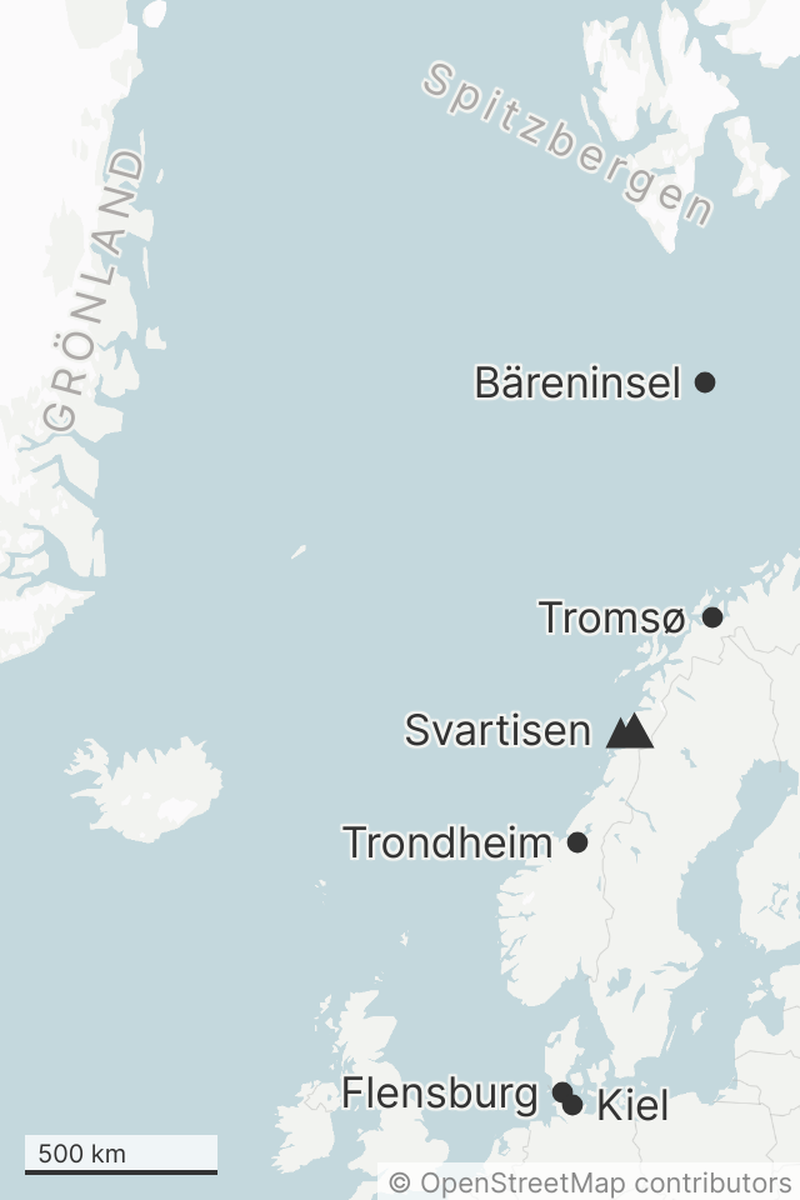 Spitzbergen
GRÖNLAND
Bäreninsel
Tromsø
Svartisen
Trondheim
Flensburg
Kiel
500 km
© OpenStreetMap contributors